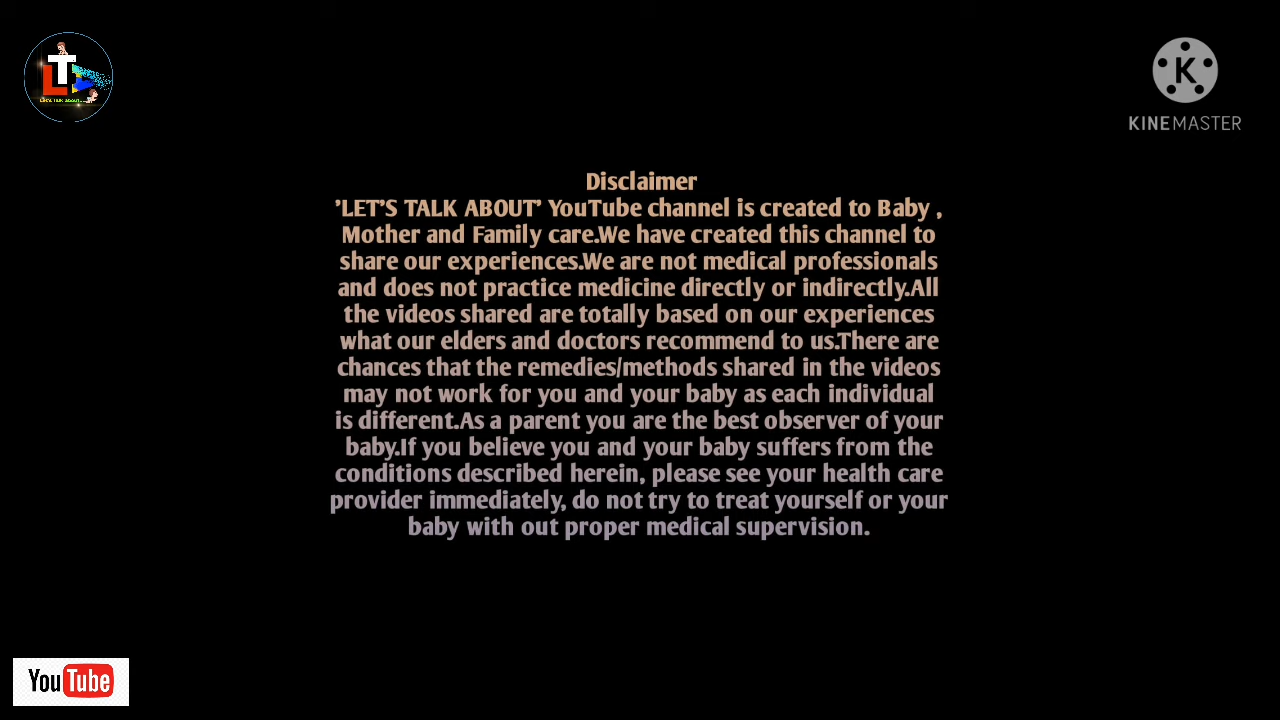 LT
LET'S TALK ABOUT....
K
KINEMASTER
Disclaimer
'LET'S TALK ABOUT' YouTube channel is created to Baby ,
Mother and Family care.We have created this channel to
share our experiences.We are not medical professionals
and does not practice medicine directly or indirectly.All
the videos shared are totally based on our experiences
what our elders and doctors recommend to us.There are
chances that the remedies/methods shared in the videos
may not work for you and your baby as each individual
is different.As a parent you are the best observer of your
baby.If you believe you and your baby suffers from the
conditions described herein, please see your health care
provider immediately, do not try to treat yourself or your
baby with out proper medical supervision.
YouTube